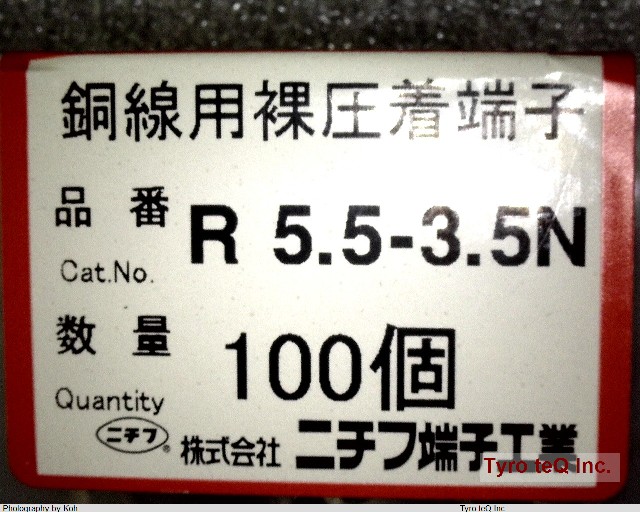 銅線用裸圧着端子
品番 R 5.5-3.5N
Cat.No.
数量 100個
Quantity
ニチフ® 株式会社 ニチフ端子工業
Tyro teQ Inc.
Photography by Koh Tyro teQ Inc